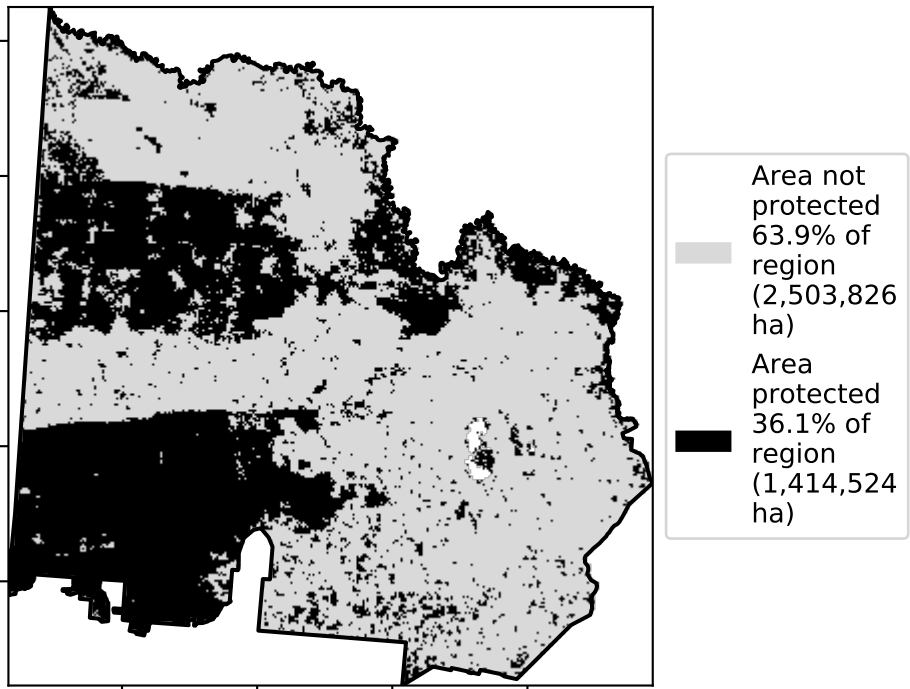 Area not
protected
63.9% of
region
(2,503,826
ha)
Area
protected
36.1% of
region
(1,414,524
ha)